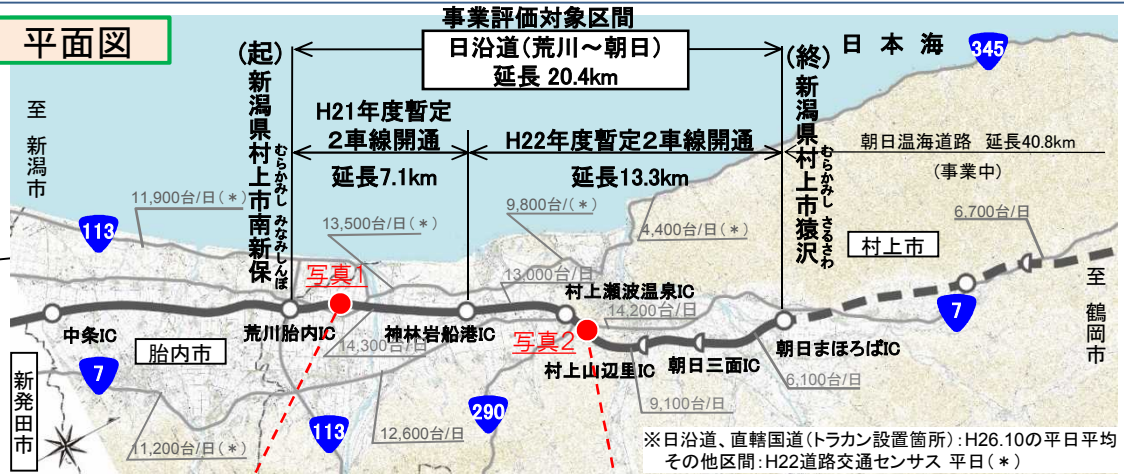 平面図
事業評価対象区間
日沿道(荒川～朝日)
延長 20.4km
(起)新潟県村上市南新保
むらかみし みなみしんぼ
(終)新潟県村上市猿沢
むらかみし さるさわ
日本海
345
至 新潟市
H21年度暫定
2車線開通
延長7.1km
H22年度暫定2車線開通
延長13.3km
朝日温海道路 延長40.8km
(事業中)
11,900台/日(*)
113
13,500台/日(*)
9,800台/(*)
4,400台/日(*)
6,700台/日
村上市
写真1
13,000台/日
村上瀬波温泉IC
至 鶴岡市
7
中条IC
荒川胎内IC
神林岩船港IC
14,200台/日
写真2
14,300台/日
胎内市
村上山辺里IC
朝日三面IC
朝日まほろばIC
新発田市
7
6,100台/日
9,100台/日
290
113
12,600台/日
11,200台/日(*)
※日沿道、直轄国道(トラカン設置箇所):H26.10の平日平均
その他区間:H22道路交通センサス 平日(*)